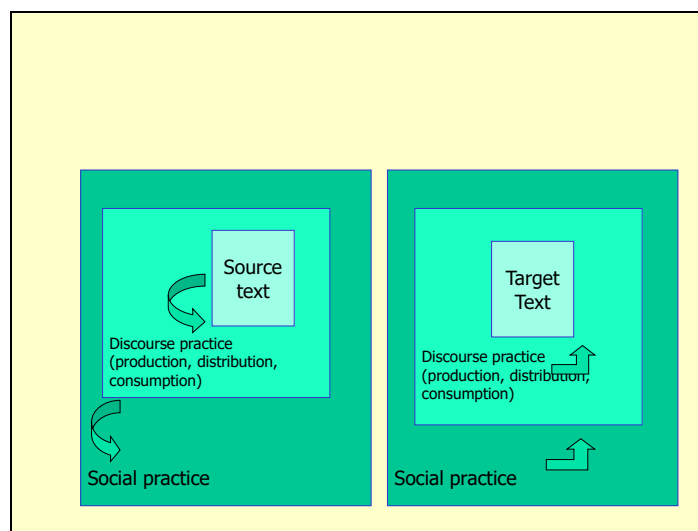 Source
text
Discourse practice
(production, distribution,
consumption)
Social practice
Target
Text
Discourse practice
(production, distribution,
consumption)
Social practice